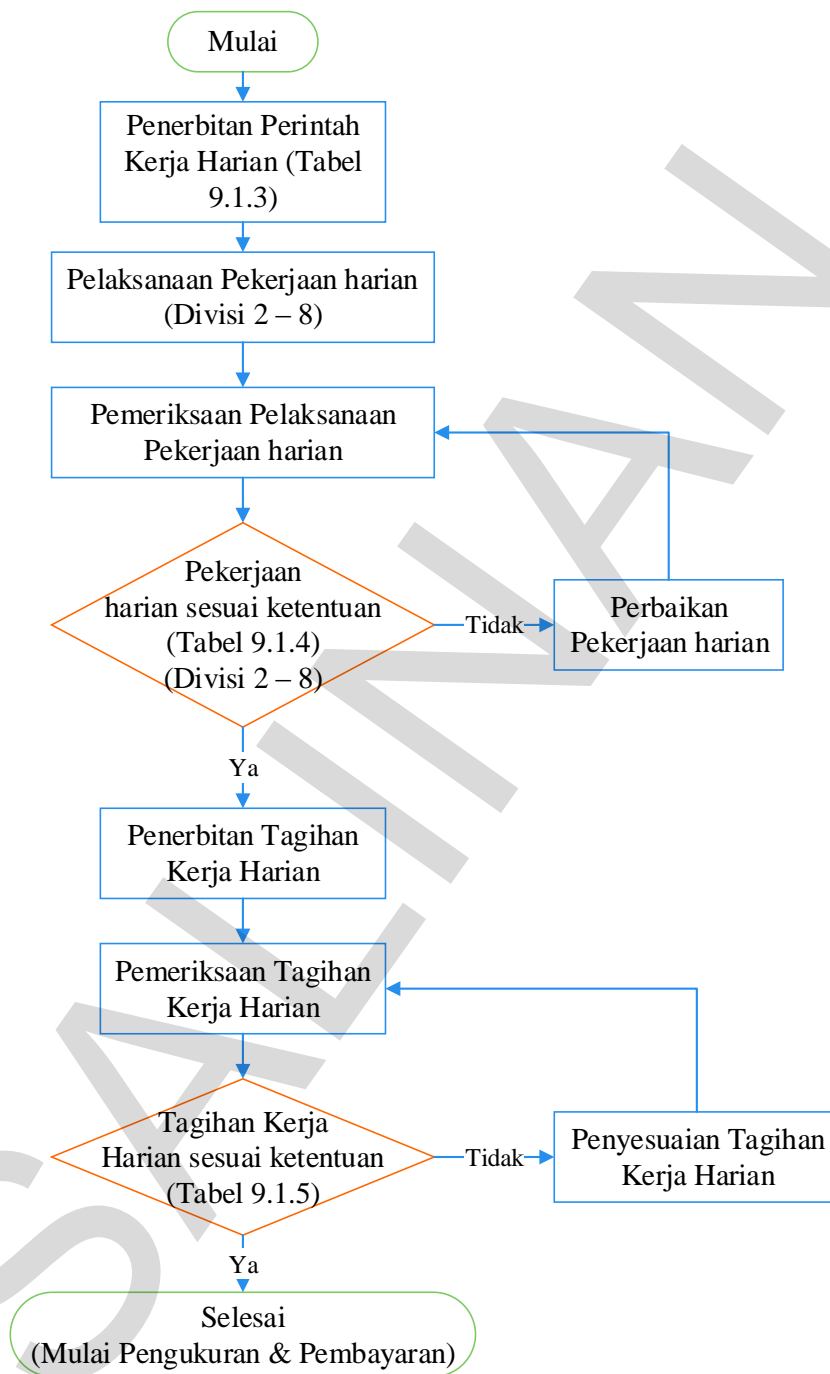 Mulai
Penerbitan Perintah
Kerja Harian (Tabel
9.1.3)
Pelaksanaan Pekerjaan harian
(Divisi 2 – 8)
Pemeriksaan Pelaksanaan
Pekerjaan harian
Pekerjaan
harian sesuai ketentuan
(Tabel 9.1.4)
(Divisi 2 – 8)
Tidak
Perbaikan
Pekerjaan harian
Ya
Penerbitan Tagihan
Kerja Harian
Pemeriksaan Tagihan
Kerja Harian
Tagihan Kerja
Harian sesuai ketentuan
(Tabel 9.1.5)
Tidak
Penyesuaian Tagihan
Kerja Harian
Ya
Selesai
(Mulai Pengukuran & Pembayaran)
SALINAN